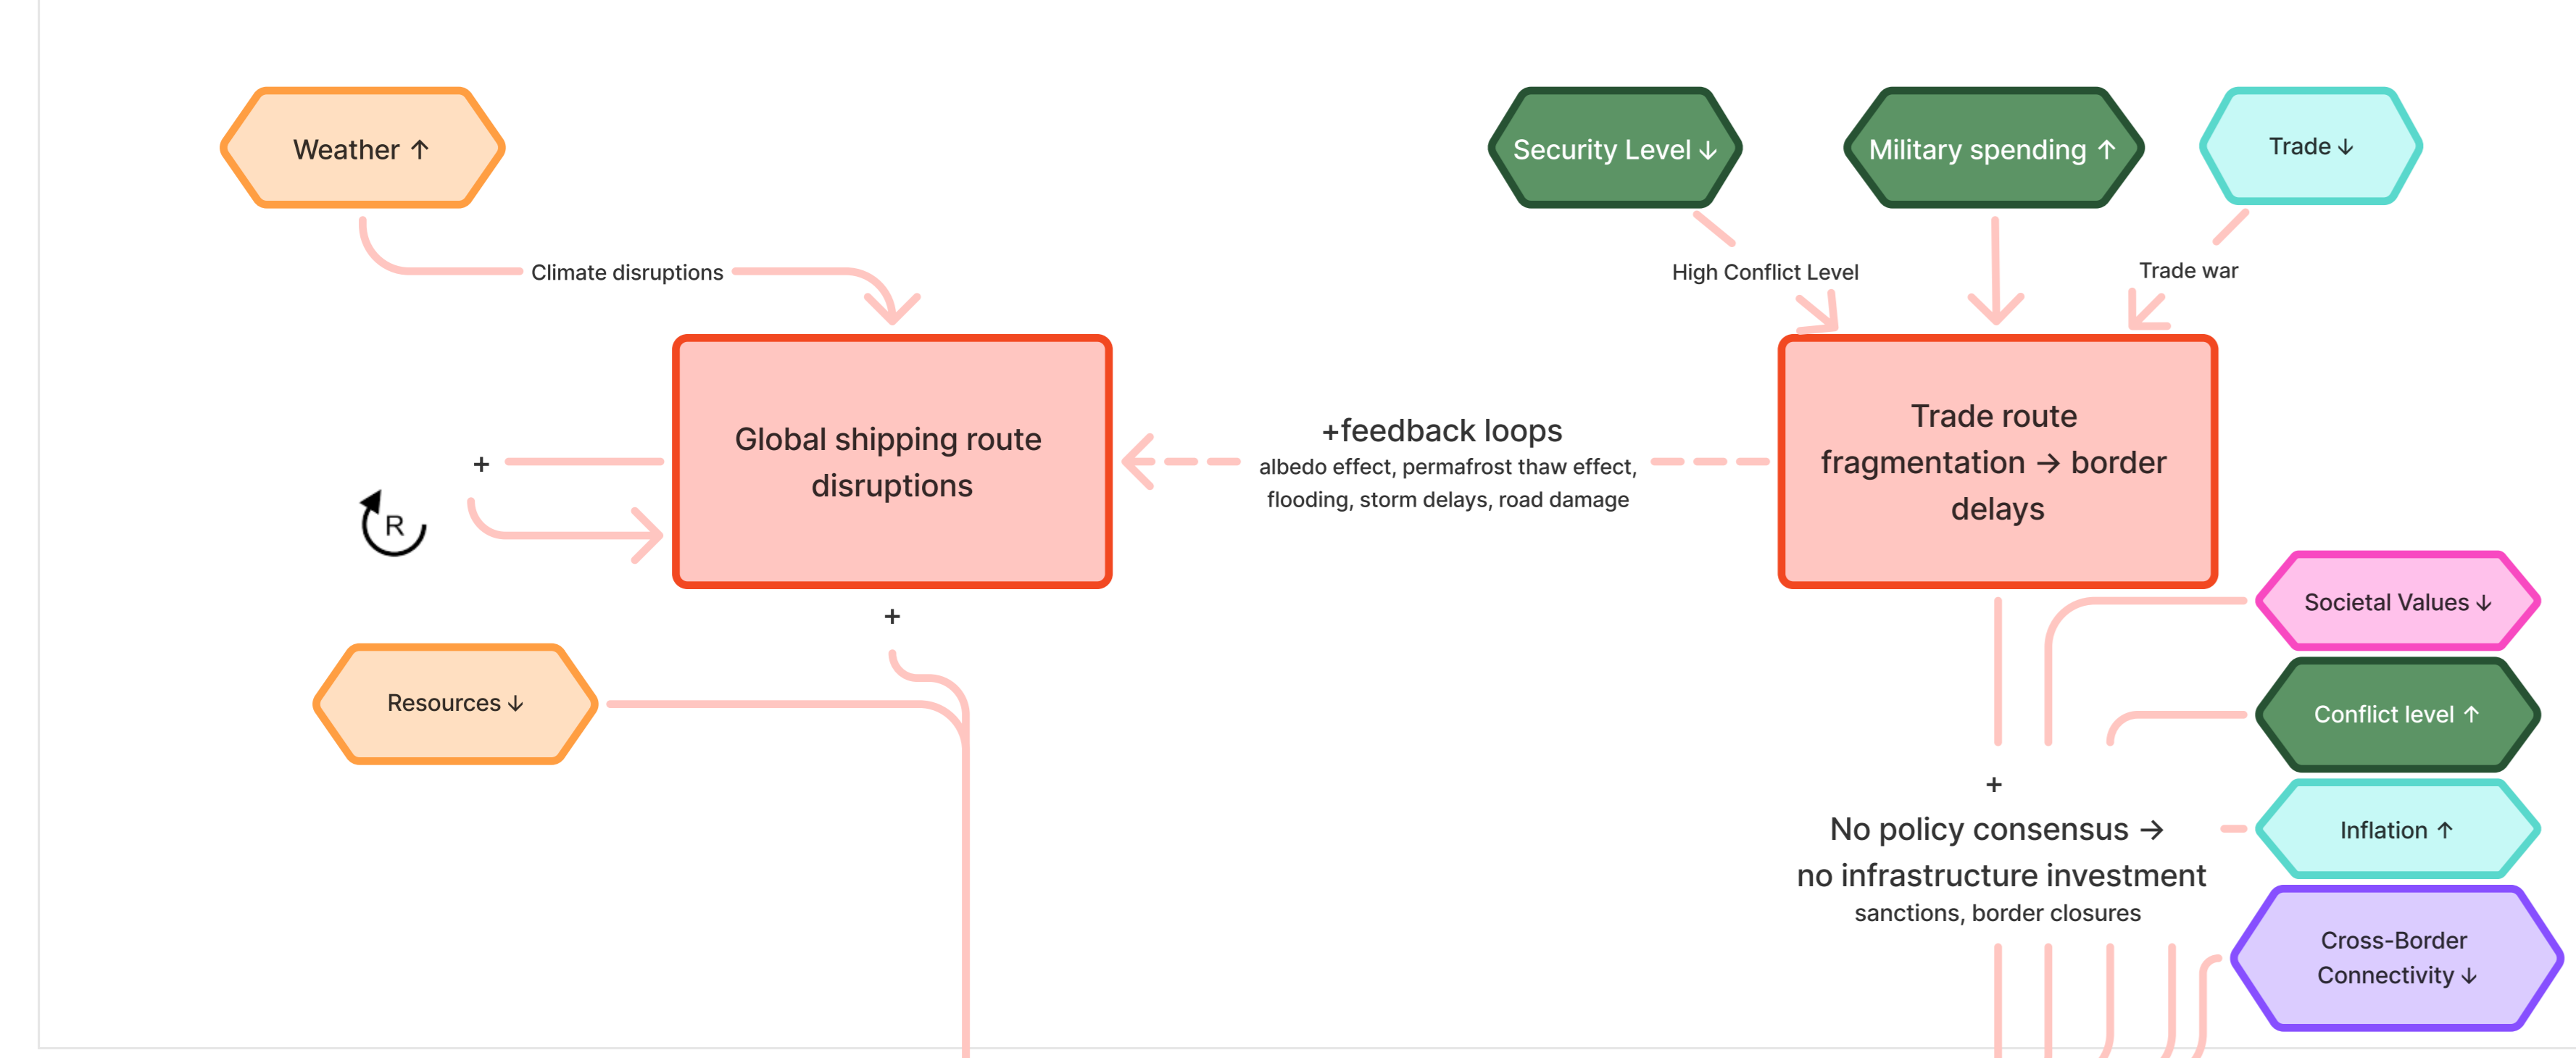 Weather ↑
Security Level ↓
Military spending ↑
Trade ↓
Climate disruptions
High Conflict Level
Trade war
Global shipping route
disruptions
+feedback loops
albedo effect, permafrost thaw effect,
flooding, storm delays, road damage
Trade route
fragmentation → border
delays
+
R
+
Resources ↓
Societal Values ↓
Conflict level ↑
+
No policy consensus →
no infrastructure investment
sanctions, border closures
Inflation ↑
Cross-Border
Connectivity ↓